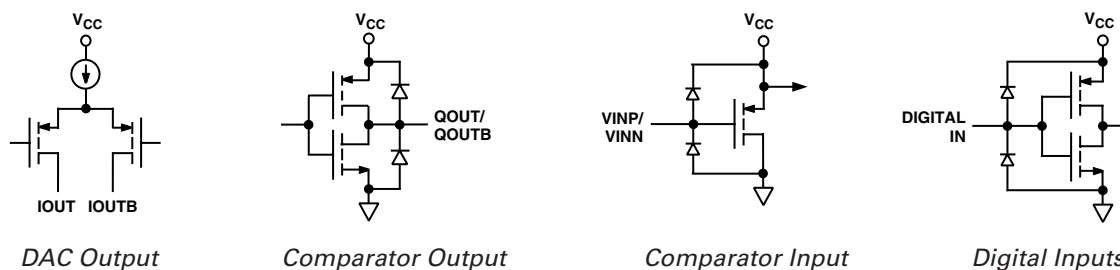 VCC
IOUT IOUTB
DAC Output
VCC
QOUT/
QOUTB
Comparator Output
VCC
VINP/
VINN
Comparator Input
VCC
DIGITAL
IN
Digital Inputs